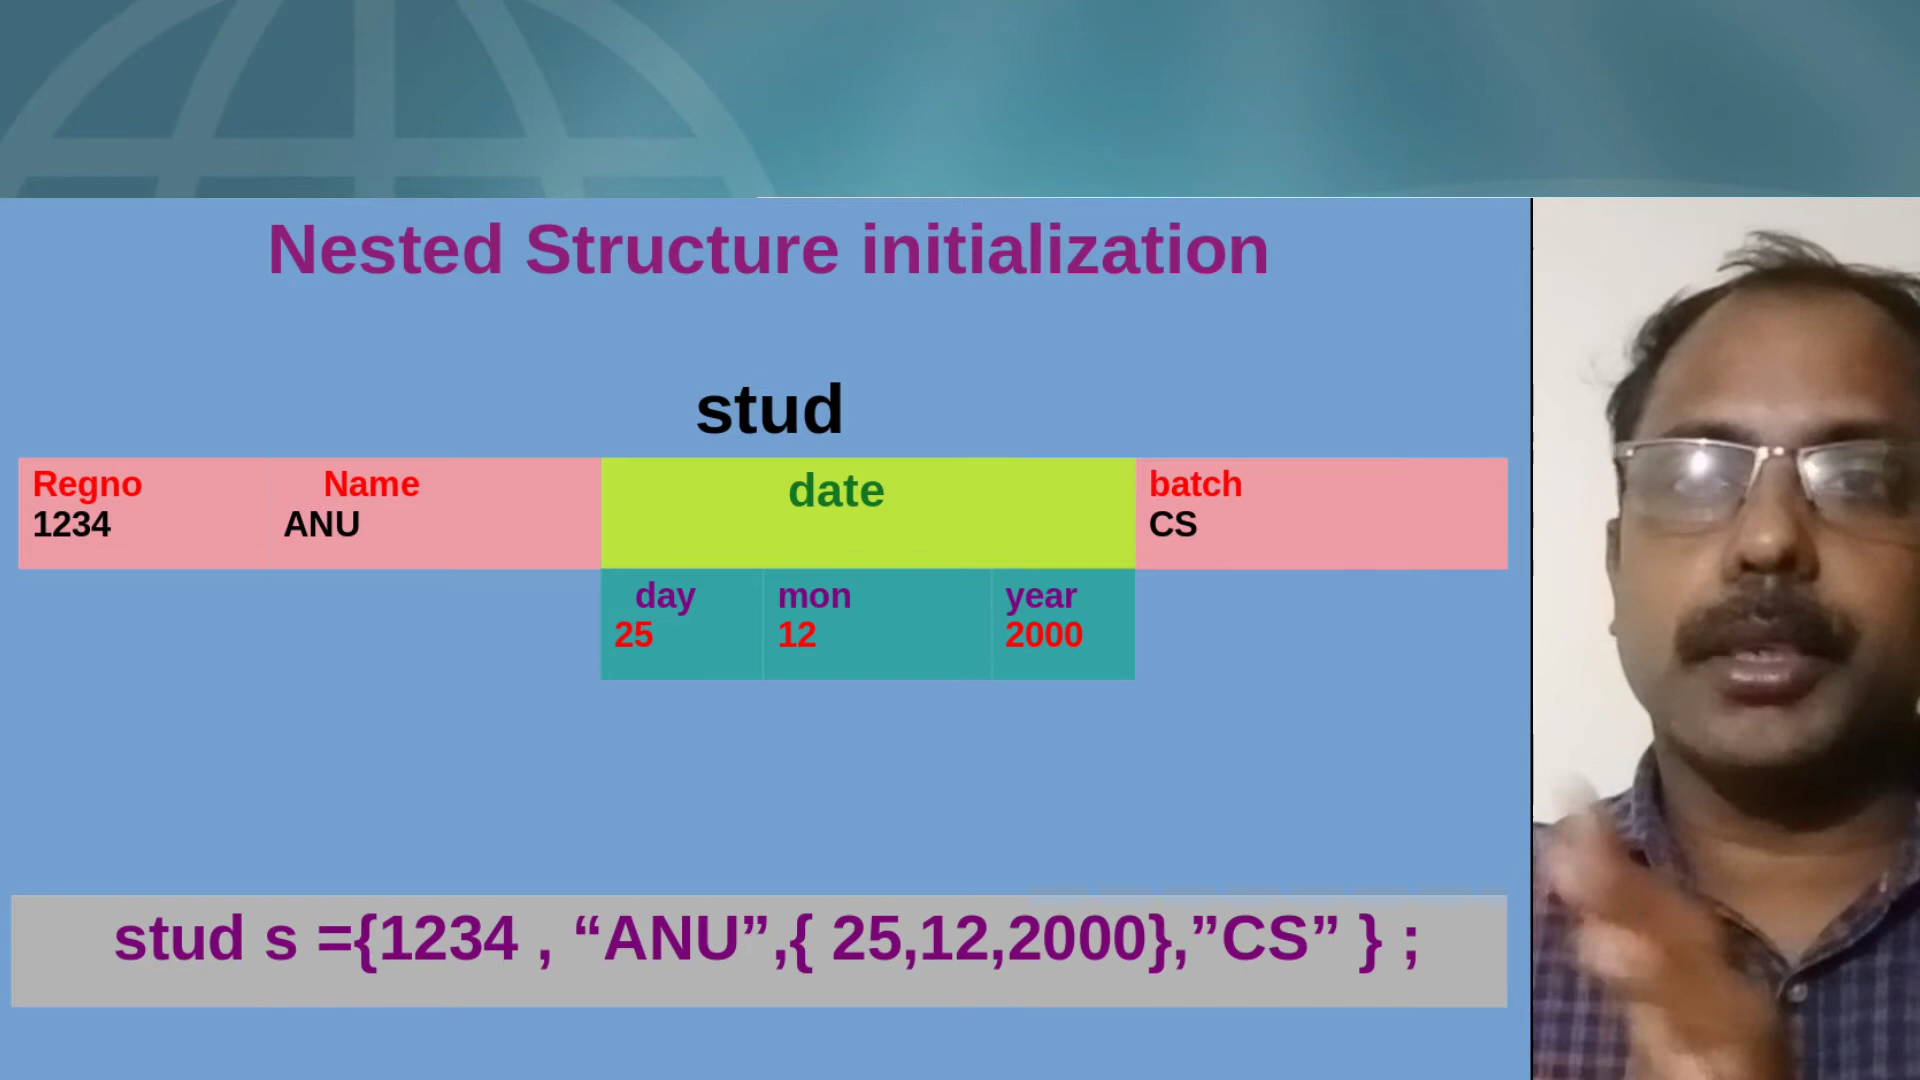 Nested Structure initialization
stud
Regno Name date batch
1234 ANU CS
day mon year
25 12 2000
stud s ={1234 , “ANU”,{ 25,12,2000},”CS” } ;